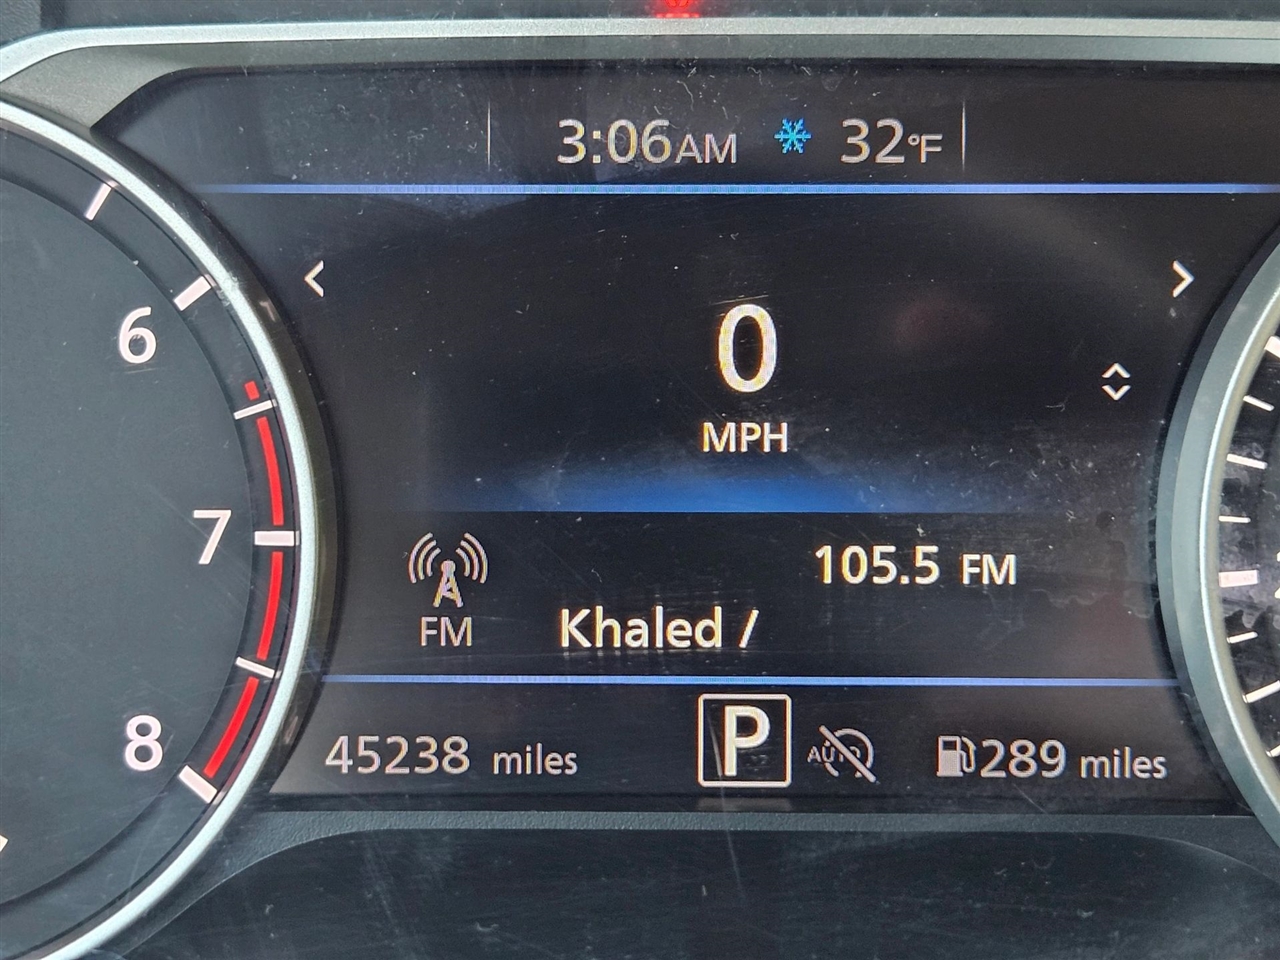 3:06AM 32°F
6
0
MPH
7
105.5 FM
FM
Khaled /
8
45238 miles P AUTO 289 miles